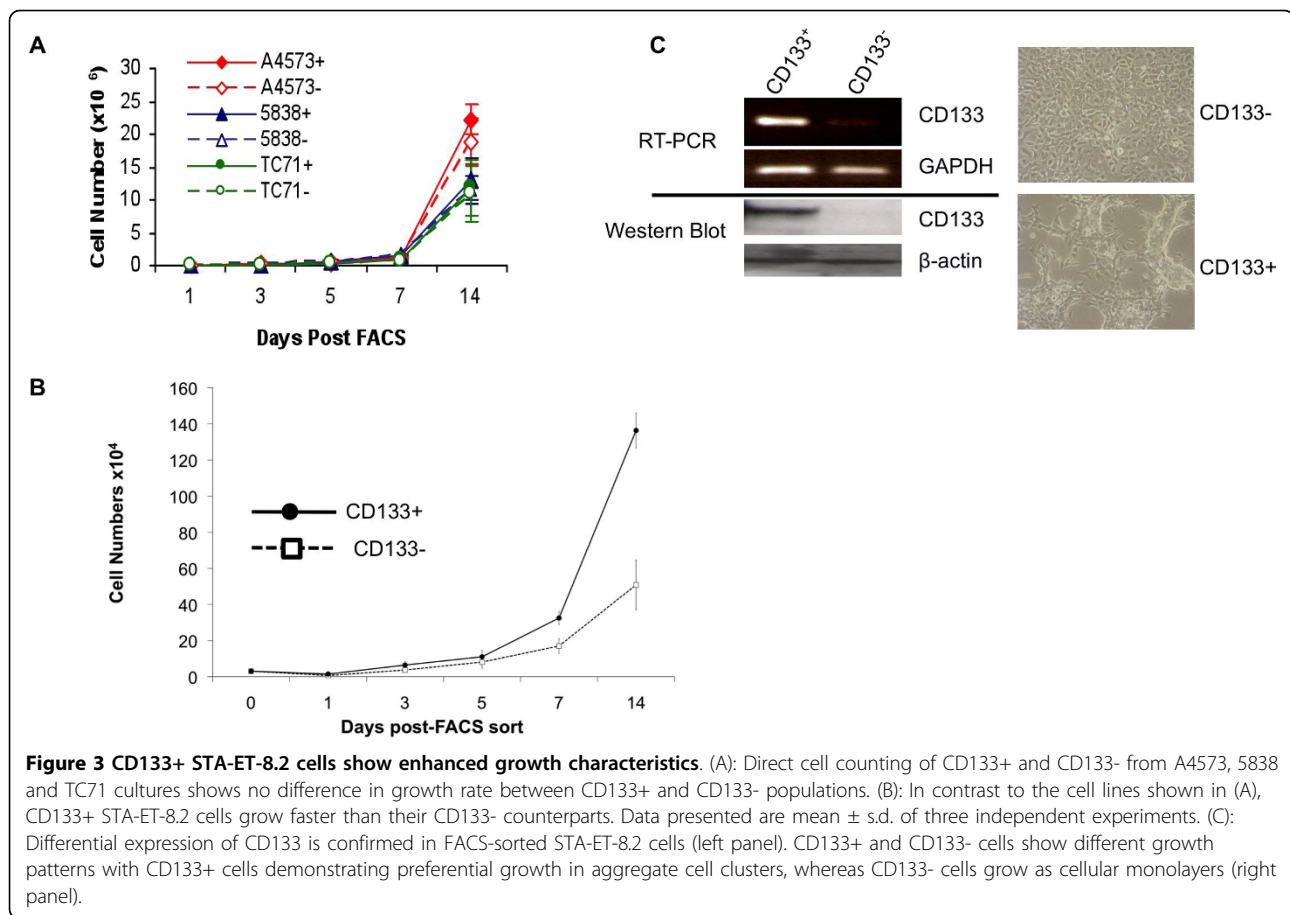 A
A4573+
A4573-
5838+
5838-
TC71+
TC71-
Cell Number (x10 ⁶)
30
25
20
15
10
5
0
1 3 5 7 14
Days Post FACS
C
CD133⁺ CD133⁻
RT-PCR
CD133
GAPDH
Western Blot
CD133
β-actin
CD133-
CD133+
B
Cell Numbers x10⁴
160
140
120
100
80
60
40
20
0
CD133+
CD133-
0 1 3 5 7 14
Days post-FACS sort
Figure 3 CD133+ STA-ET-8.2 cells show enhanced growth characteristics. (A): Direct cell counting of CD133+ and CD133- from A4573, 5838
and TC71 cultures shows no difference in growth rate between CD133+ and CD133- populations. (B): In contrast to the cell lines shown in (A),
CD133+ STA-ET-8.2 cells grow faster than their CD133- counterparts. Data presented are mean ± s.d. of three independent experiments. (C):
Differential expression of CD133 is confirmed in FACS-sorted STA-ET-8.2 cells (left panel). CD133+ and CD133- cells show different growth
patterns with CD133+ cells demonstrating preferential growth in aggregate cell clusters, whereas CD133- cells grow as cellular monolayers (right
panel).